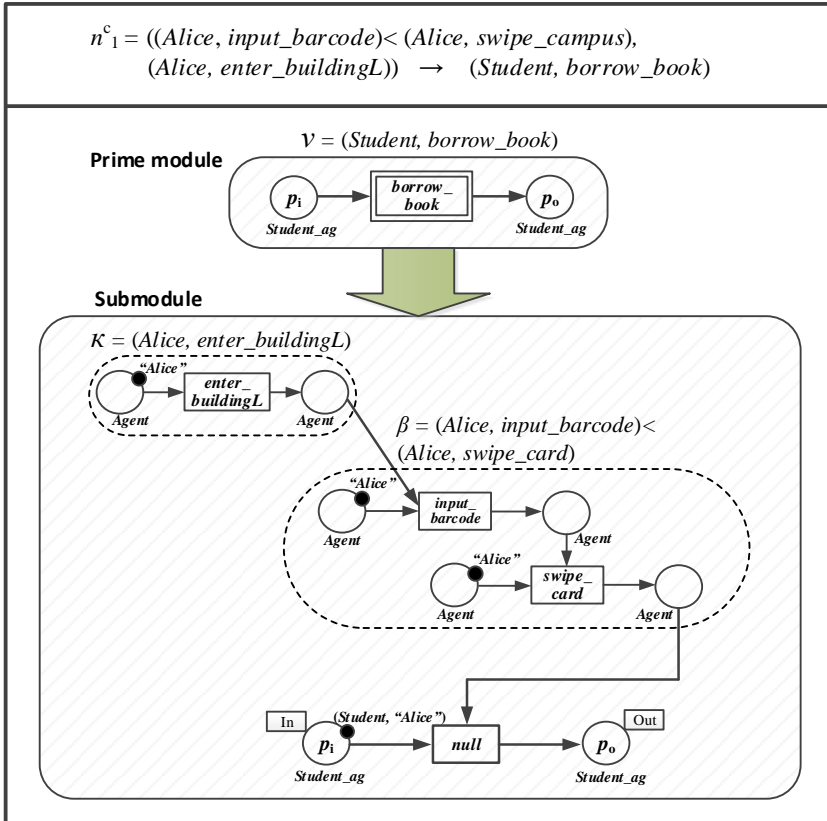 n^c_1 = ((Alice, input_barcode)< (Alice, swipe_campus),
(Alice, enter_buildingL)) → (Student, borrow_book)
ν = (Student, borrow_book)
Prime module
p_i
borrow_
book
p_o
Student_ag
Student_ag
Submodule
κ = (Alice, enter_buildingL)
“Alice”
enter_
buildingL
Agent
Agent
β = (Alice, input_barcode)<
(Alice, swipe_card)
“Alice”
input_
barcode
Agent
Agent
“Alice”
swipe_
card
Agent
Agent
In
(Student, “Alice”)
Out
p_i
null
p_o
Student_ag
Student_ag